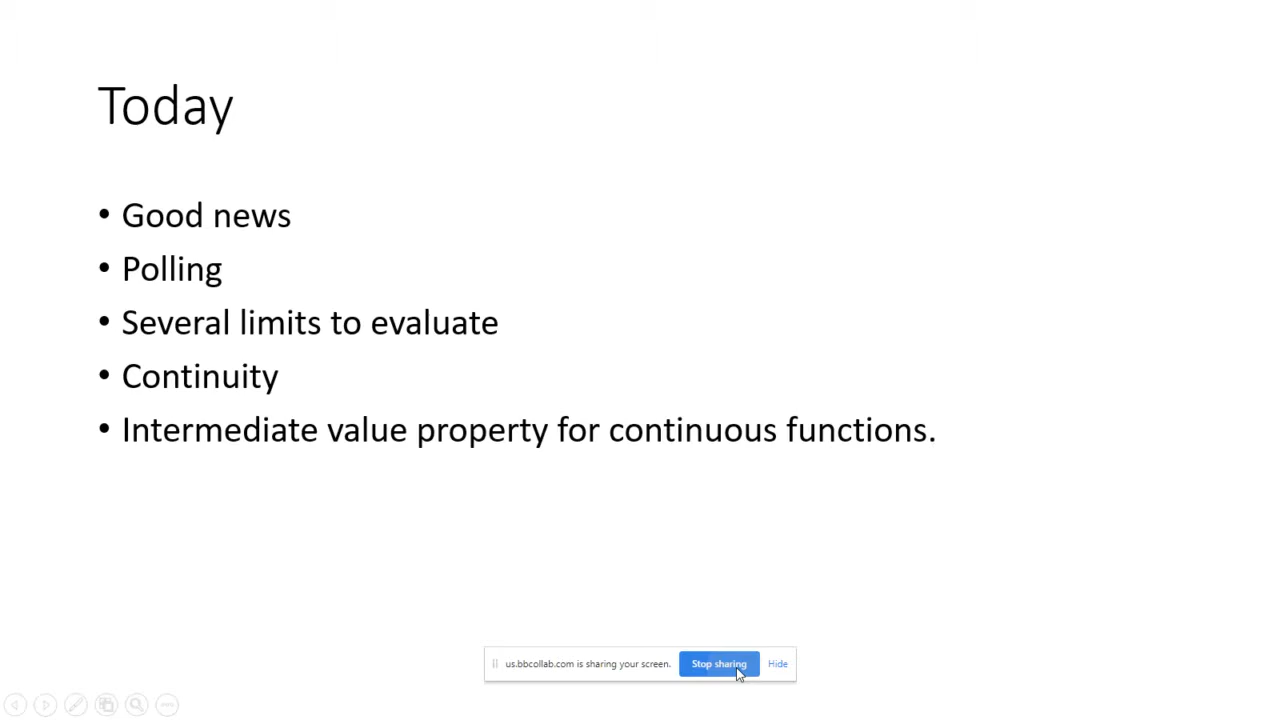 Today
• Good news
• Polling
• Several limits to evaluate
• Continuity
• Intermediate value property for continuous functions.
us.bbcollab.com is sharing your screen. Stop sharing Hide